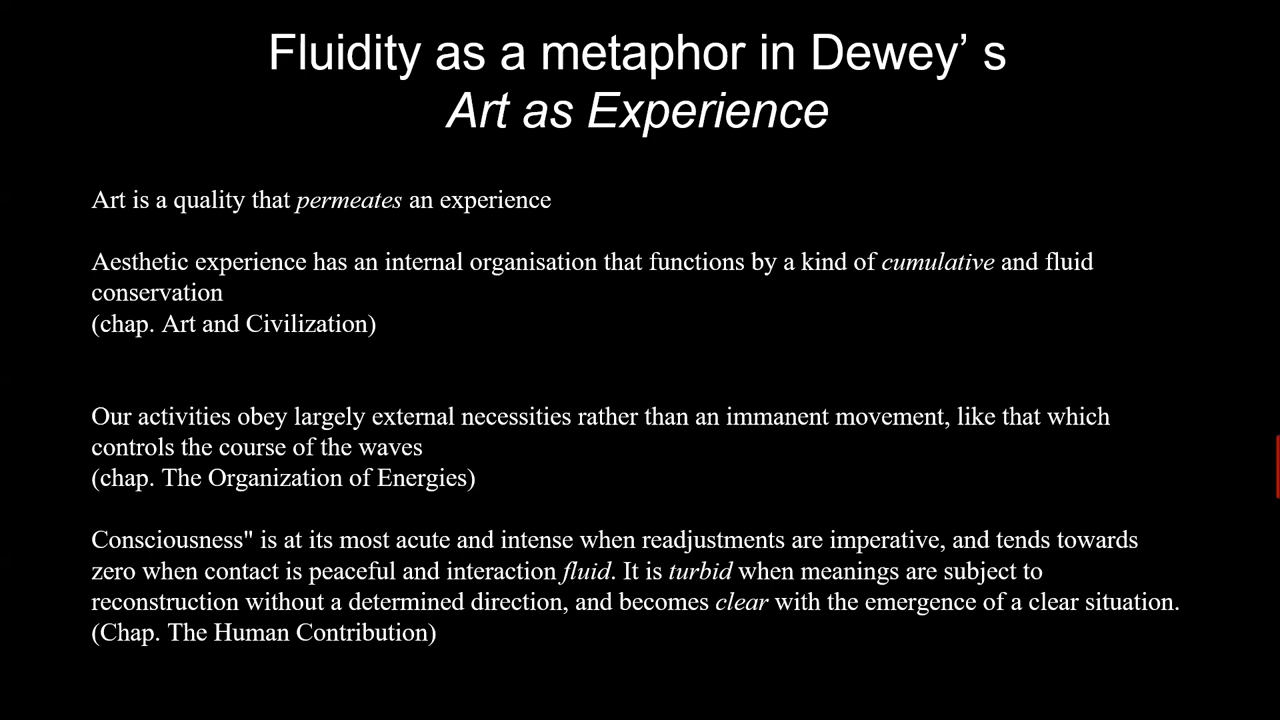 Fluidity as a metaphor in Dewey’ s
Art as Experience
Art is a quality that permeates an experience
Aesthetic experience has an internal organisation that functions by a kind of cumulative and fluid
conservation
(chap. Art and Civilization)
Our activities obey largely external necessities rather than an immanent movement, like that which
controls the course of the waves
(chap. The Organization of Energies)
Consciousness" is at its most acute and intense when readjustments are imperative, and tends towards
zero when contact is peaceful and interaction fluid. It is turbid when meanings are subject to
reconstruction without a determined direction, and becomes clear with the emergence of a clear situation.
(Chap. The Human Contribution)